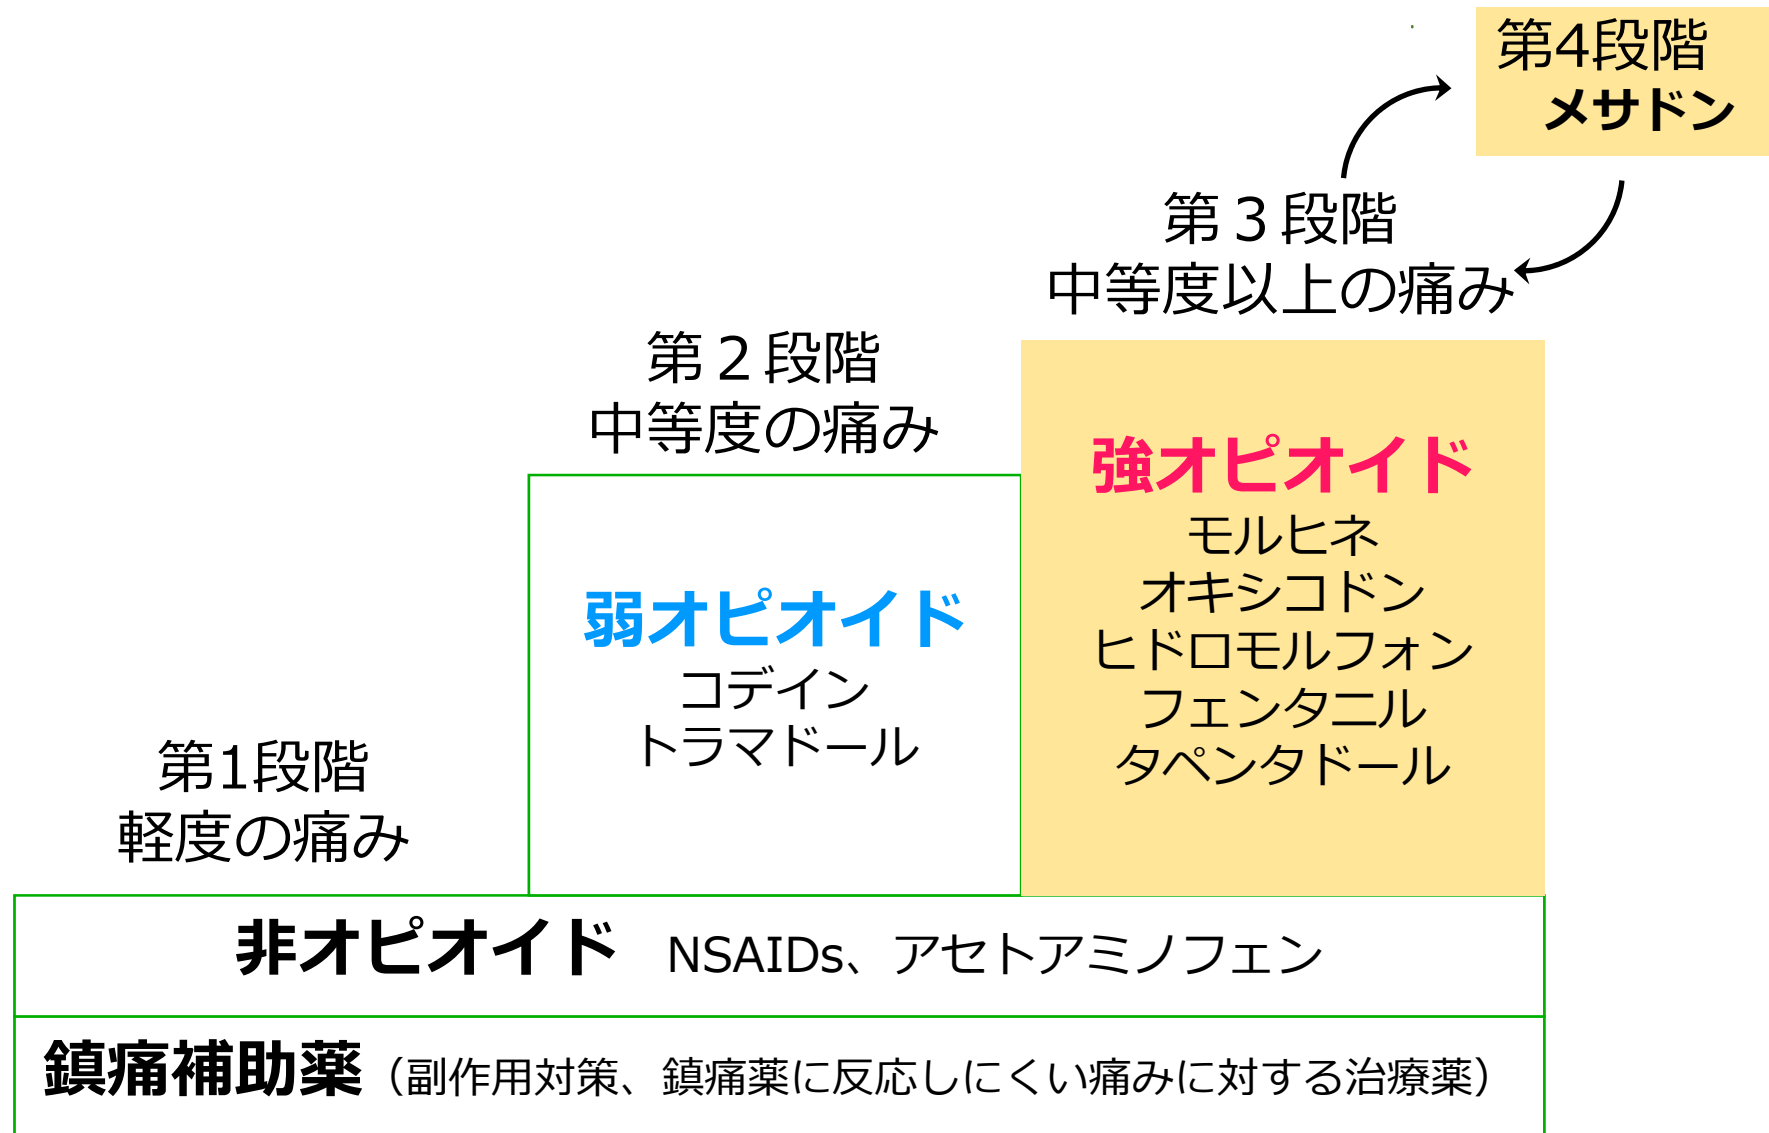 第4段階
メサドン
第３段階
中等度以上の痛み
第２段階
中等度の痛み
強オピオイド
モルヒネ
オキシコドン
ヒドロモルフォン
フェンタニル
タペンタドール
弱オピオイド
コデイン
トラマドール
第1段階
軽度の痛み
非オピオイド　NSAIDs、アセトアミノフェン
鎮痛補助薬（副作用対策、鎮痛薬に反応しにくい痛みに対する治療薬）